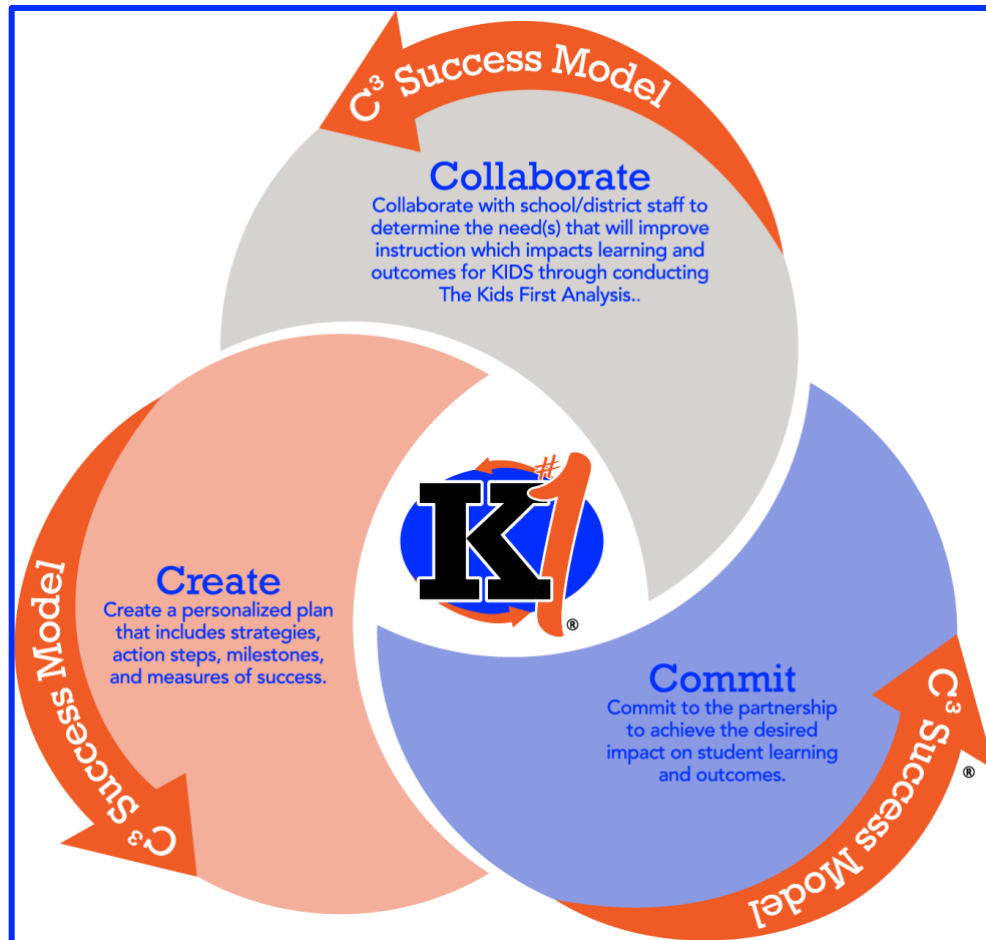 C³ Success Model
Collaborate
Collaborate with school/district staff to
determine the need(s) that will improve
instruction which impacts learning and
outcomes for KIDS through conducting
The Kids First Analysis..
K#1®
Create
Create a personalized plan
that includes strategies,
action steps, milestones,
and measures of success.
C³ Success Model
Commit
Commit to the partnership
to achieve the desired
impact on student learning
and outcomes.
C³ Success Model
®